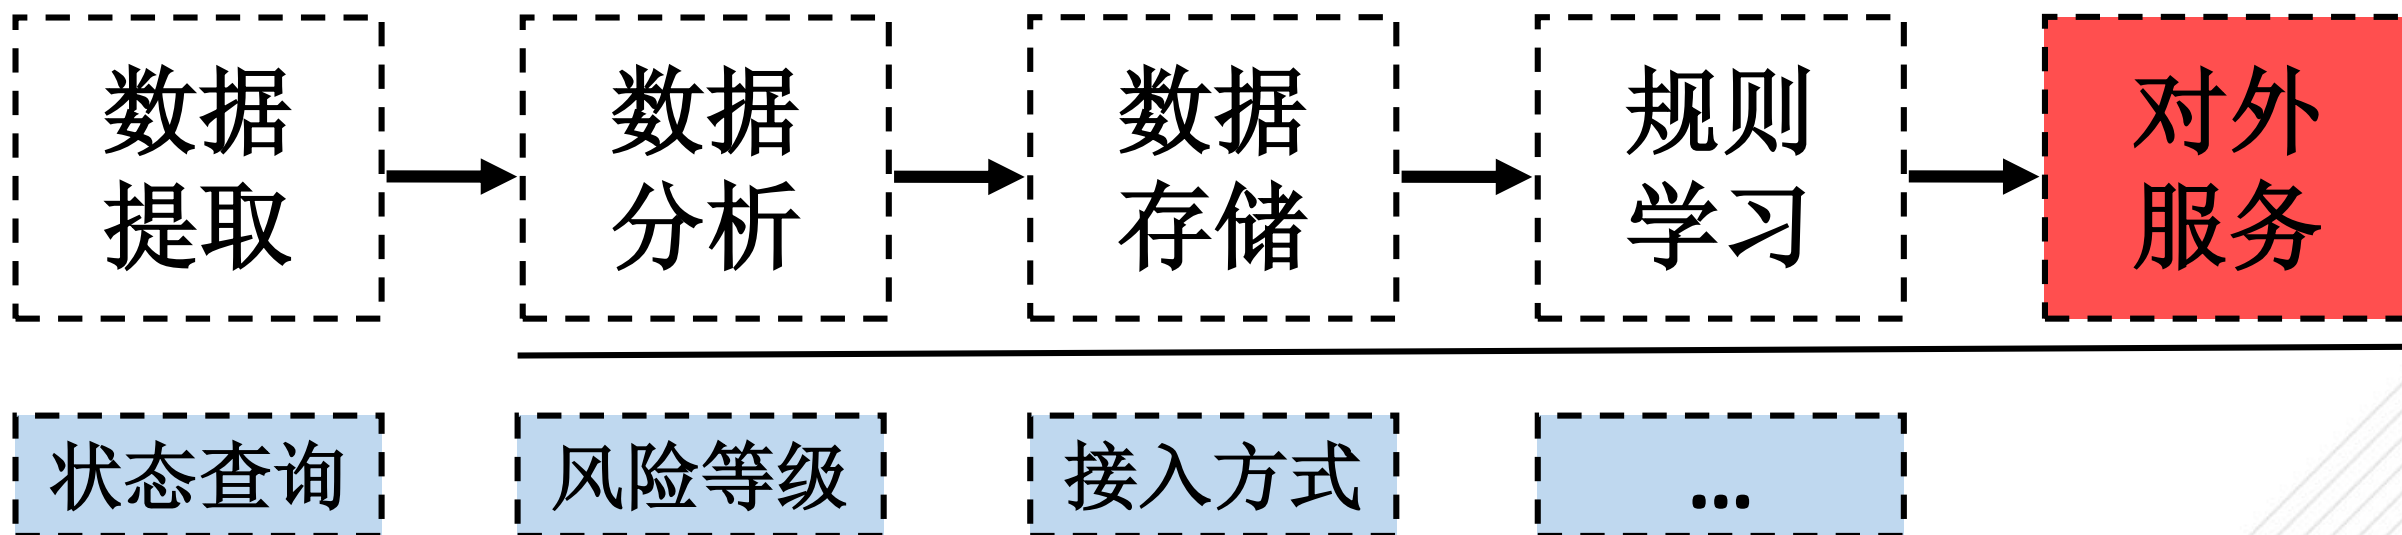 数据
提取
数据
分析
数据
存储
规则
学习
对外
服务
状态查询
风险等级
接入方式
...